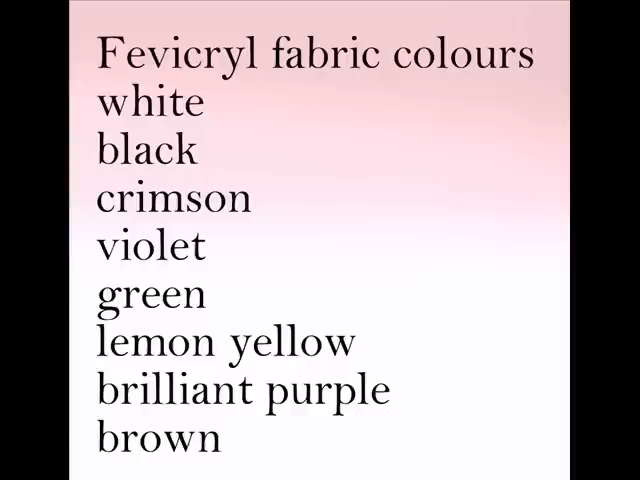 Fevicryl fabric colours
white
black
crimson
violet
green
lemon yellow
brilliant purple
brown